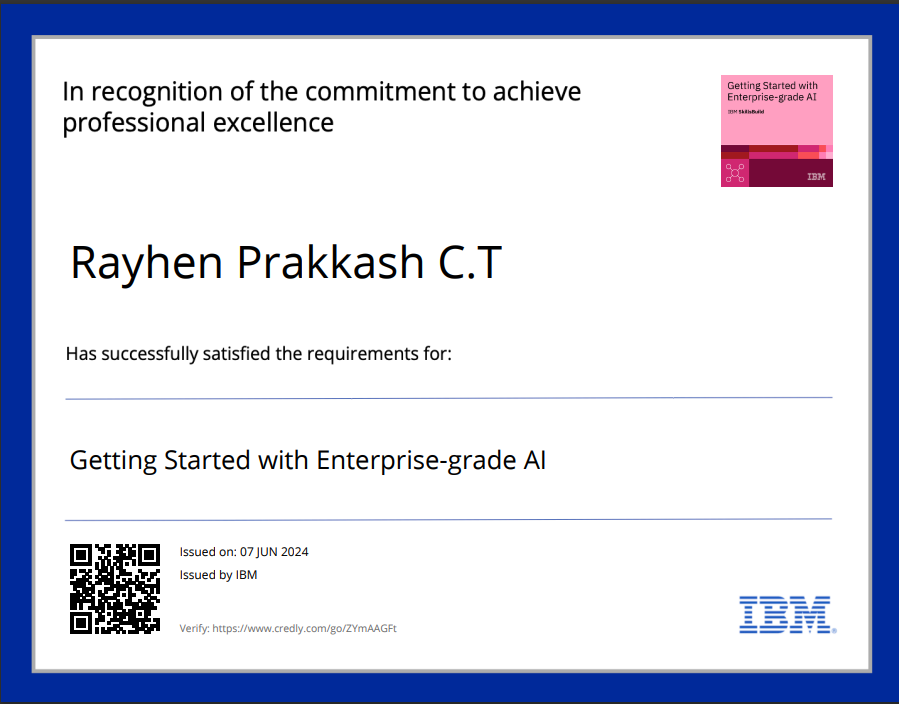 In recognition of the commitment to achieve
professional excellence
Getting Started with
Enterprise-grade AI
IBM SkillsBuild
IBM
Rayhen Prakkash C.T
Has successfully satisfied the requirements for:
Getting Started with Enterprise-grade AI
Issued on: 07 JUN 2024
Issued by IBM
Verify: https://www.credly.com/go/ZYmAAGFt
IBM®